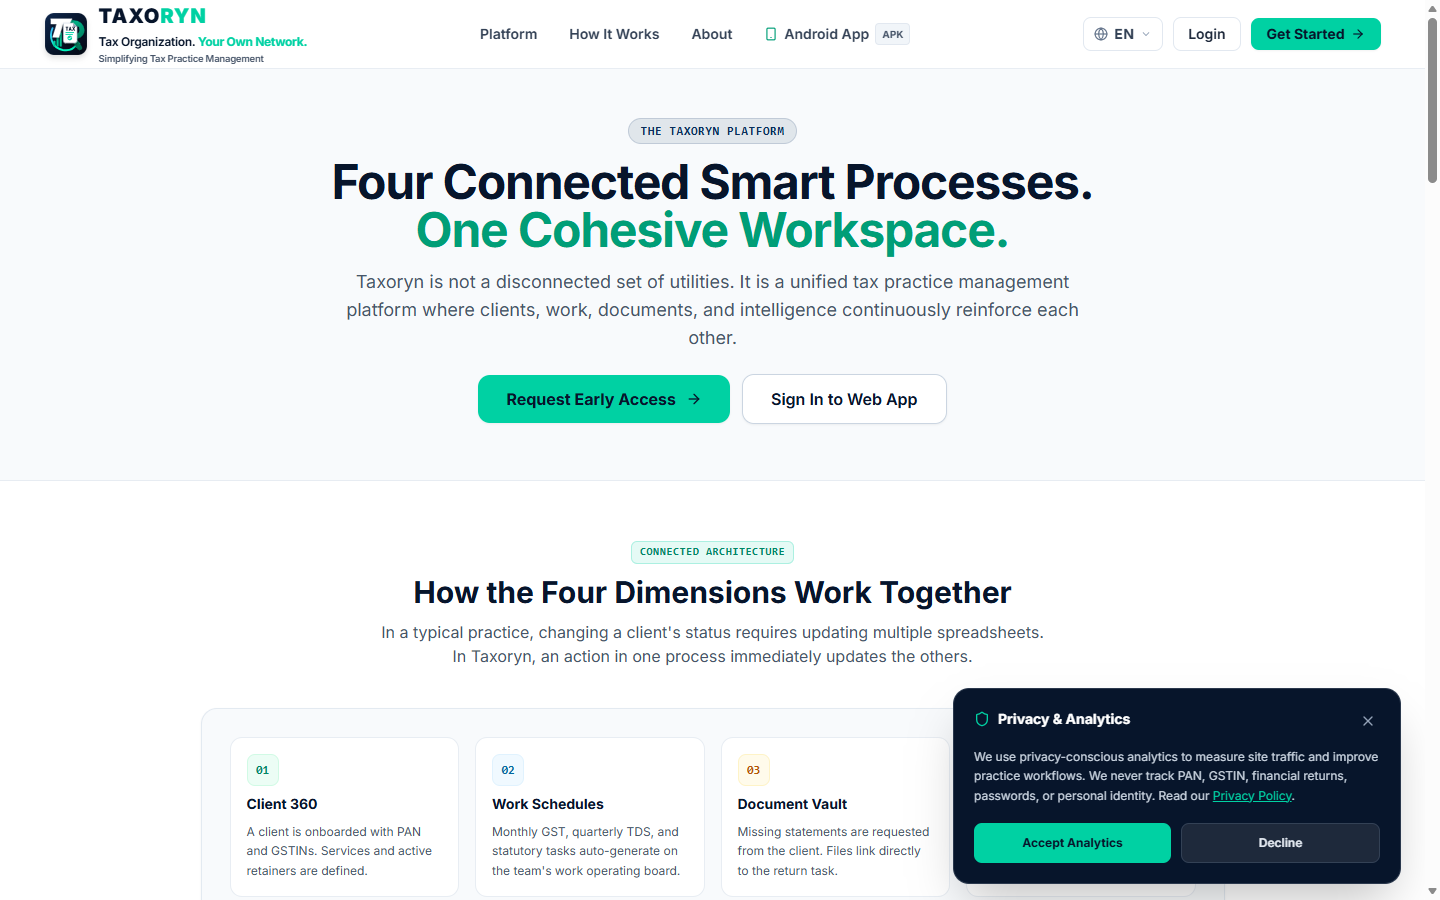 TAXORYN
Tax Organization. Your Own Network.
Simplifying Tax Practice Management
Platform
How It Works
About
Android App APK
EN
Login
Get Started
THE TAXORYN PLATFORM
Four Connected Smart Processes.
One Cohesive Workspace.
Taxoryn is not a disconnected set of utilities. It is a unified tax practice management
platform where clients, work, documents, and intelligence continuously reinforce each
other.
Request Early Access
Sign In to Web App
CONNECTED ARCHITECTURE
How the Four Dimensions Work Together
In a typical practice, changing a client's status requires updating multiple spreadsheets.
In Taxoryn, an action in one process immediately updates the others.
01
Client 360
A client is onboarded with PAN
and GSTINs. Services and active
retainers are defined.
02
Work Schedules
Monthly GST, quarterly TDS, and
statutory tasks auto-generate on
the team's work operating board.
03
Document Vault
Missing statements are requested
from the client. Files link directly
to the return task.
Privacy & Analytics
We use privacy-conscious analytics to measure site traffic and improve
practice workflows. We never track PAN, GSTIN, financial returns,
passwords, or personal identity. Read our Privacy Policy.
Accept Analytics
Decline